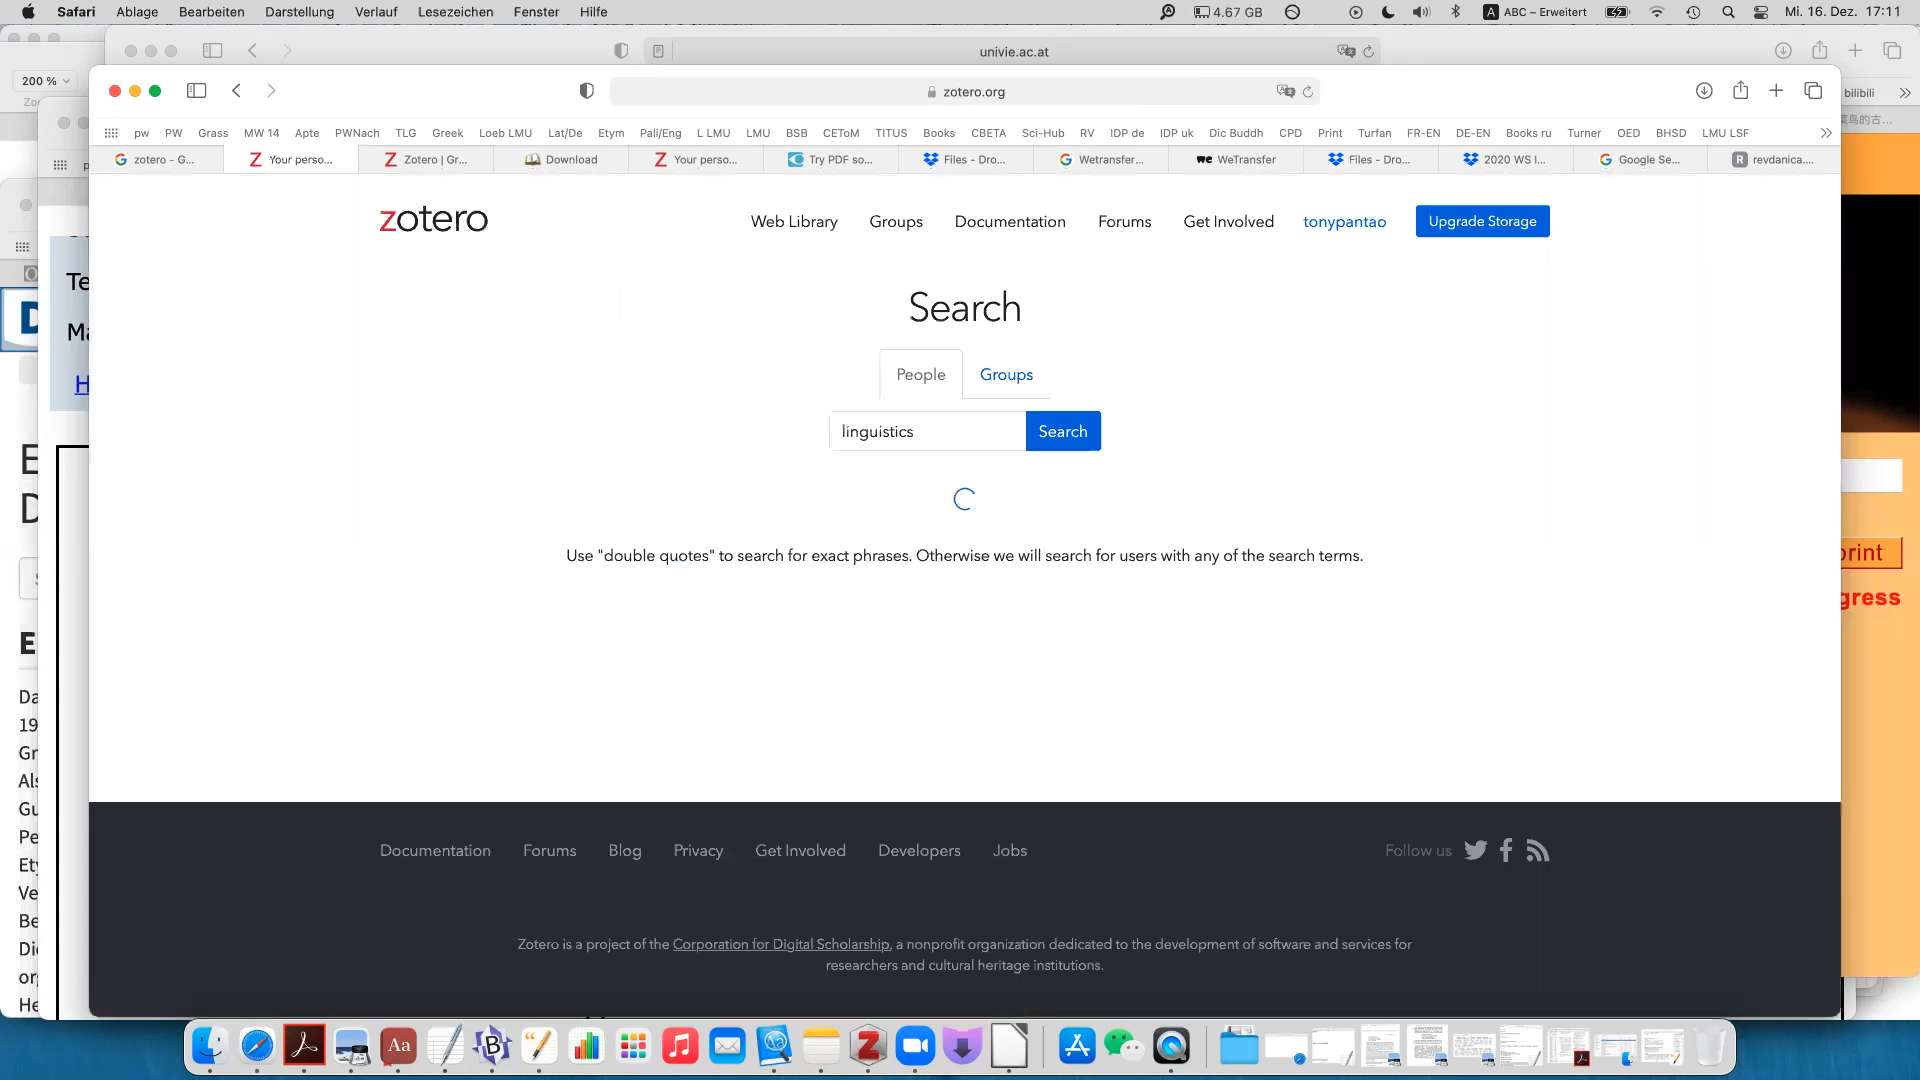 Safari Ablage Bearbeiten Darstellung Verlauf Lesezeichen Fenster Hilfe 4.67 GB A ABC – Erweitert Mi. 16. Dez. 17:11
univie.ac.at
200 %
zotero.org
bilibili
pw PW Grass MW 14 Apte PWNach TLG Greek Loeb LMU Lat/De Etym Pali/Eng L LMU LMU BSB CEToM TITUS Books CBETA Sci-Hub RV IDP de IDP uk Dic Buddh CPD Print Turfan FR-EN DE-EN Books ru Turner OED BHSD LMU LSF
zotero - G... Your perso... Zotero | Gr... Download Your perso... Try PDF so... Files - Dro... Wetransfer... WeTransfer Files - Dro... 2020 WS I... Google Se... revdanica....
zotero Web Library Groups Documentation Forums Get Involved tonypantao Upgrade Storage
Search
People Groups
linguistics Search
Use "double quotes" to search for exact phrases. Otherwise we will search for users with any of the search terms.
Documentation Forums Blog Privacy Get Involved Developers Jobs Follow us
Zotero is a project of the Corporation for Digital Scholarship, a nonprofit organization dedicated to the development of software and services for
researchers and cultural heritage institutions.